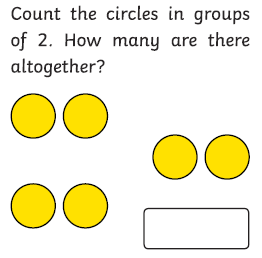 Count the circles in groups
of 2. How many are there
altogether?